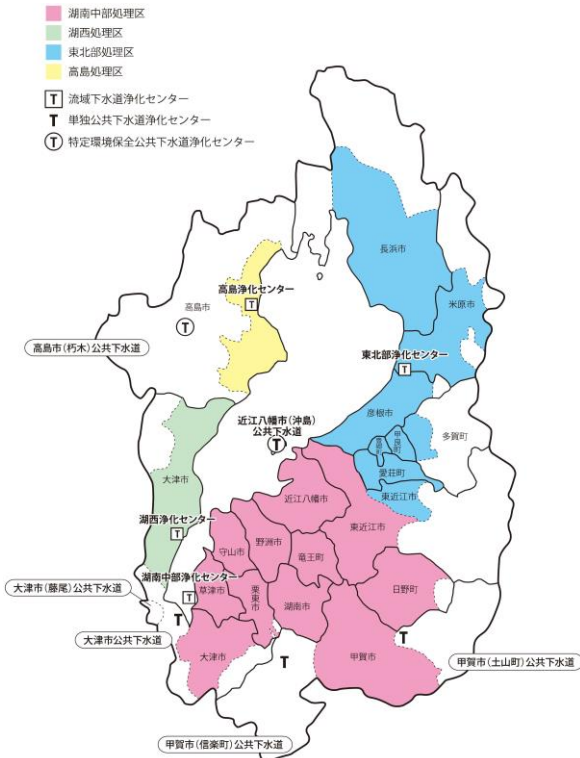 湖南中部処理区
湖西処理区
東北部処理区
高島処理区
T 流域下水道浄化センター
T 単独公共下水道浄化センター
T 特定環境保全公共下水道浄化センター
長浜市
米原市
高島浄化センター
T
高島市
T
高島市(朽木)公共下水道
東北部浄化センター
T
彦根市
甲良町
豊郷町
多賀町
愛荘町
東近江市
近江八幡市(沖島)
公共下水道
T
大津市
近江八幡市
東近江市
湖西浄化センター
T
野洲市
守山市
竜王町
湖南中部浄化センター
T
草津市
栗東市
湖南市
日野町
大津市(藤尾)公共下水道
T
大津市公共下水道
大津市
T
甲賀市
T
甲賀市(土山町)公共下水道
甲賀市(信楽町)公共下水道